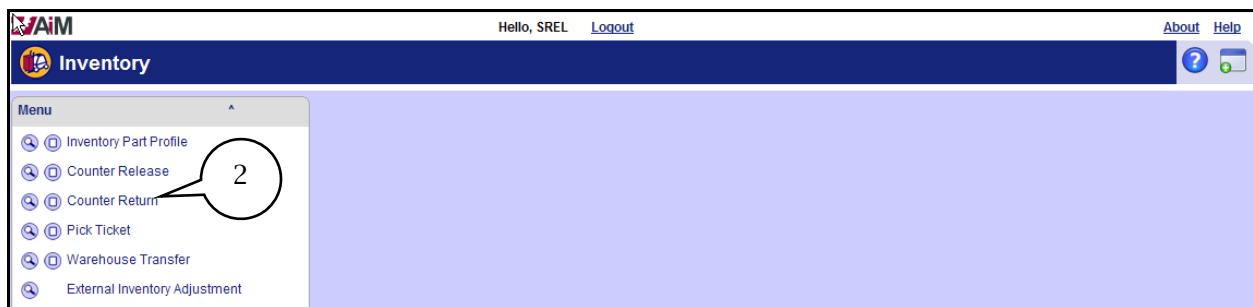 AiM Hello, SREL Logout About Help
Inventory ?
Menu ^
Inventory Part Profile
Counter Release
2
Counter Return
Pick Ticket
Warehouse Transfer
External Inventory Adjustment